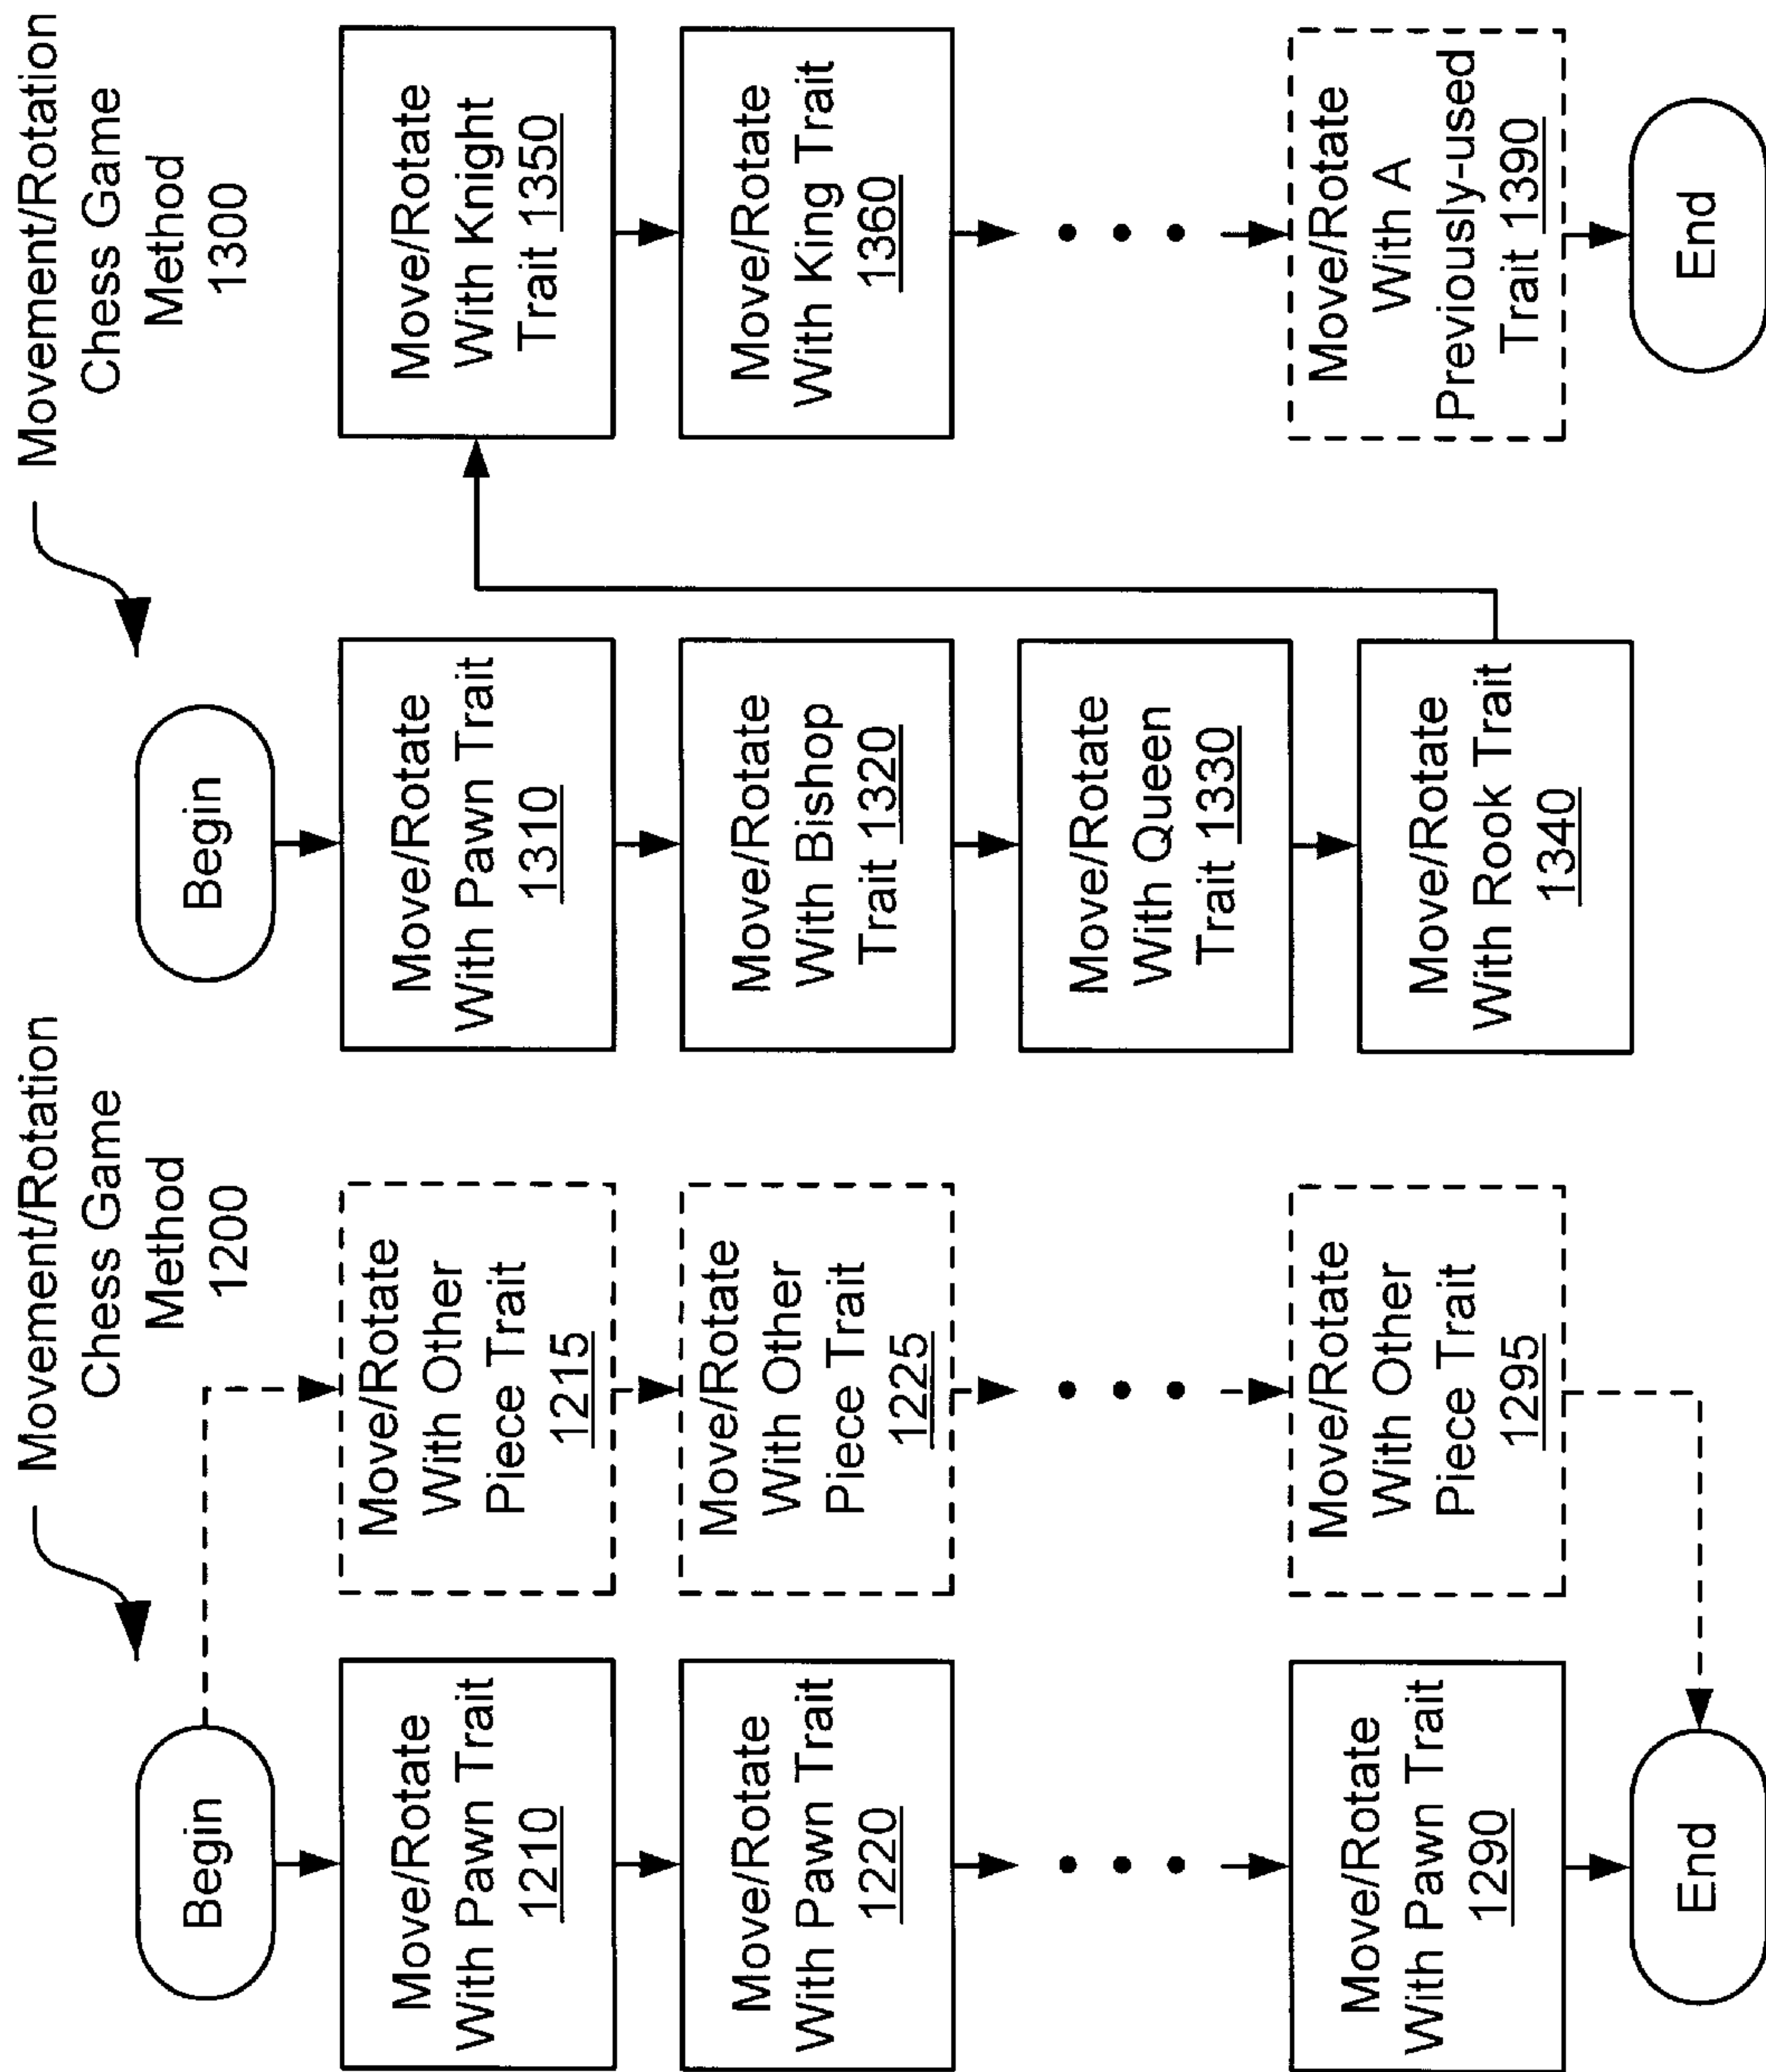 Movement/Rotation
Chess Game
Method
1200
Begin
Move/Rotate
With Pawn Trait
1210
Move/Rotate
With Pawn Trait
1220
Move/Rotate
With Pawn Trait
1290
End
Move/Rotate
With Other
Piece Trait
1215
Move/Rotate
With Other
Piece Trait
1225
Move/Rotate
With Other
Piece Trait
1295
Movement/Rotation
Chess Game
Method
1300
Begin
Move/Rotate
With Pawn Trait
1310
Move/Rotate
With Bishop
Trait 1320
Move/Rotate
With Queen
Trait 1330
Move/Rotate
With Rook Trait
1340
Move/Rotate
With Knight
Trait 1350
Move/Rotate
With King Trait
1360
Move/Rotate
With A
Previously-used
Trait 1390
End